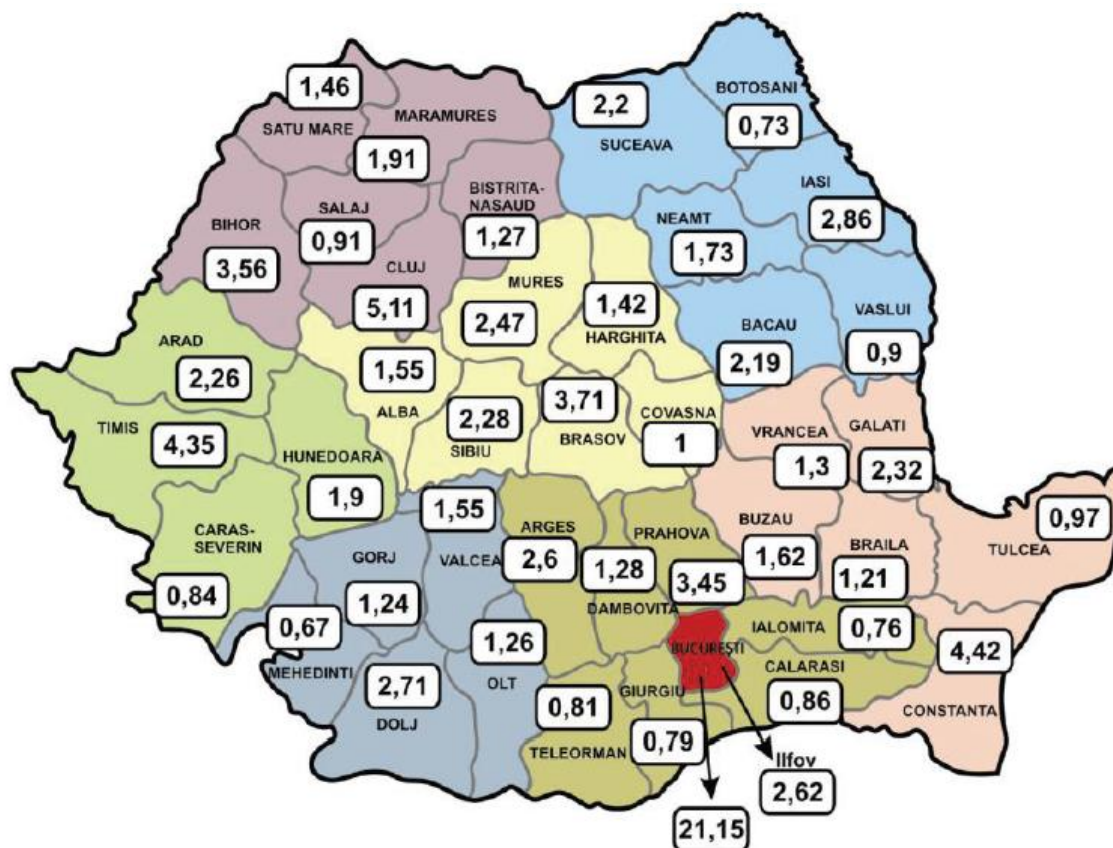 1,46
SATU MARE
MARAMURES
1,91
BIHOR
3,56
SALAJ
0,91
BISTRITA-
NASAUD
1,27
CLUJ
5,11
2,2
SUCEAVA
BOTOSANI
0,73
IASI
2,86
NEAMT
1,73
BACAU
2,19
VASLUI
0,9
MURES
2,47
1,42
HARGHITA
ARAD
2,26
1,55
ALBA
2,28
SIBIU
3,71
BRASOV
COVASNA
1
TIMIS
4,35
HUNEDOARA
1,9
CARAS-
SEVERIN
0,84
VRANCEA
1,3
GALATI
2,32
BUZAU
1,62
BRAILA
1,21
0,97
TULCEA
4,42
CONSTANTA
1,55
VALCEA
GORJ
1,24
0,67
MEHEDINTI
2,71
DOLJ
1,26
OLT
ARGES
2,6
1,28
DAMBOVITA
PRAHOVA
3,45
IALOMITA
0,76
CALARASI
0,86
BUCUREŞTI
GIURGIU
0,79
0,81
TELEORMAN
Ilfov
2,62
21,15